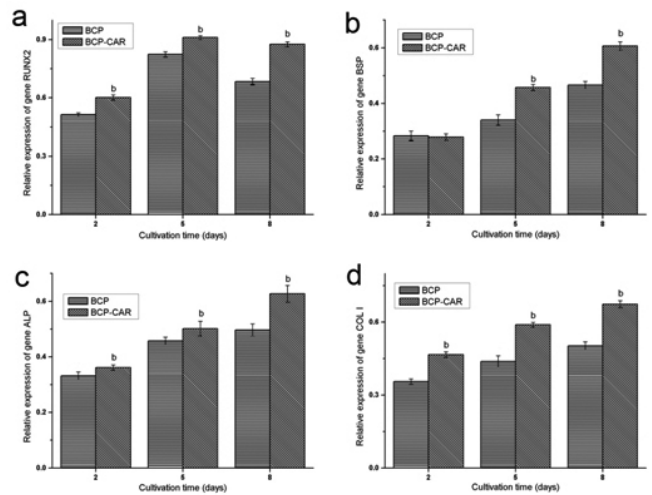 a
BCP
BCP-CAR
Relative expression of gene RUNX2
0.9
0.6
0.3
0.0
b
b
b
2
5
8
Cultivation time (days)
b
BCP
BCP-CAR
Relative expression of gene BSP
0.6
0.4
0.2
0.0
b
b
2
5
8
Cultivation time (days)
c
BCP
BCP-CAR
Relative expression of gene ALP
0.6
0.4
0.2
0.0
b
b
b
2
5
8
Cultivation time (days)
d
BCP
BCP-CAR
Relative expression of gene COL I
0.6
0.3
0.0
b
b
b
2
5
8
Cultivation time (days)